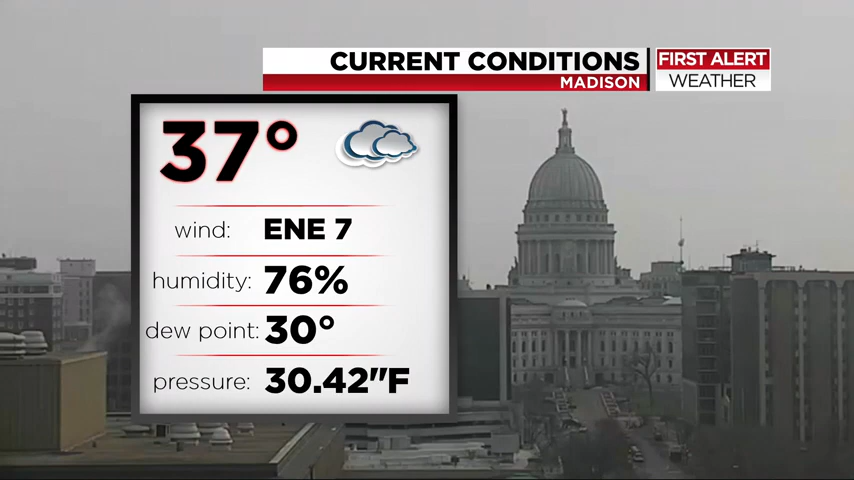 CURRENT CONDITIONS
MADISON
FIRST ALERT
WEATHER
37°
wind: ENE 7
humidity: 76%
dew point: 30°
pressure: 30.42"F